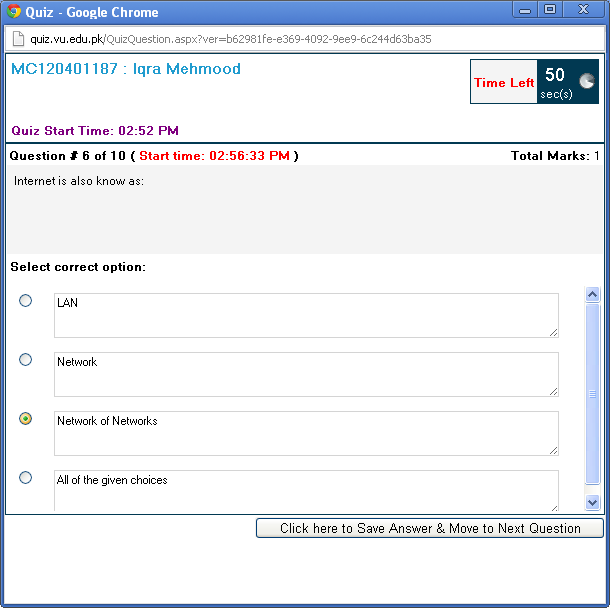 Quiz - Google Chrome
quiz.vu.edu.pk/QuizQuestion.aspx?ver=b62981fe-e369-4092-9ee9-6c244d63ba35
MC120401187 : Iqra Mehmood
Time Left 50
sec(s)
Quiz Start Time: 02:52 PM
Question # 6 of 10 ( Start time: 02:56:33 PM ) Total Marks: 1
Internet is also know as:
Select correct option:
LAN
Network
Network of Networks
All of the given choices
Click here to Save Answer & Move to Next Question